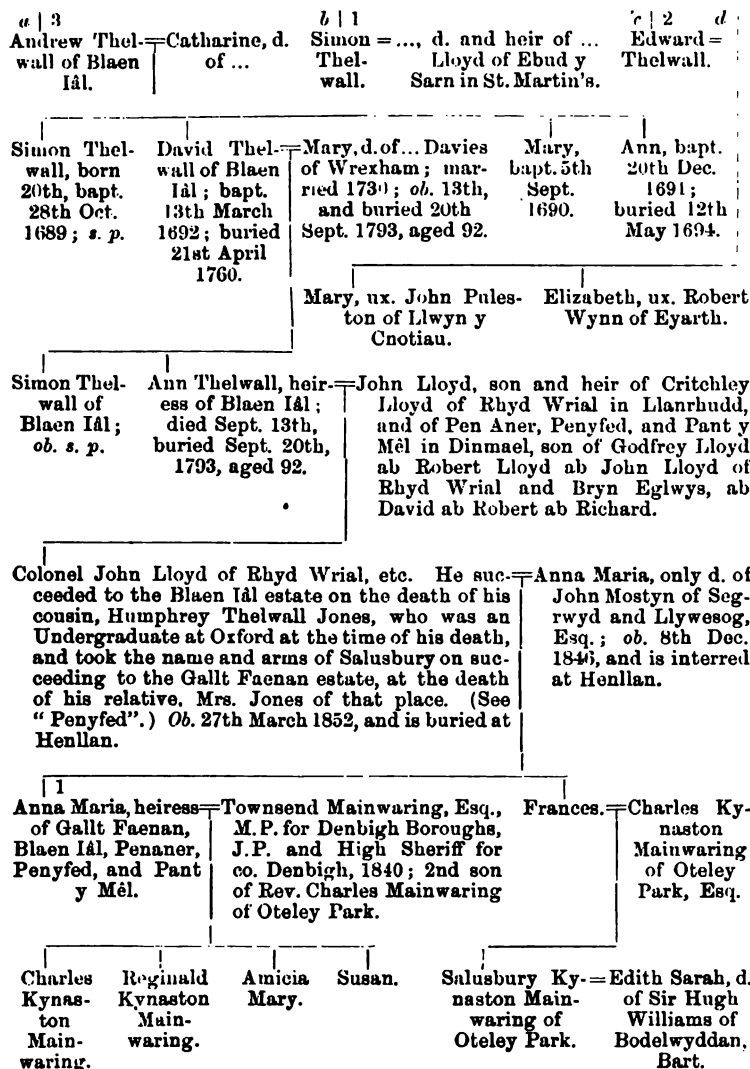 a | 3 b | 1 c | 2 d
Andrew Thel-
wall of Blaen
Iâl.
Catharine, d.
of ...
Simon
Thel-
wall.
= ..., d. and heir of ...
Lloyd of Ebud y
Sarn in St. Martin's.
Edward =
Thelwall.
Simon Thel-
wall, born
20th, bapt.
28th Oct.
1689; s. p.
David Thel-
wall of Blaen
Iâl; bapt.
13th March
1692; buried
21st April
1760.
Mary, d. of ... Davies
of Wrexham; mar-
ried 1730; ob. 13th,
and buried 20th
Sept. 1793, aged 92.
Mary,
bapt. 5th
Sept.
1690.
Ann, bapt.
20th Dec.
1691;
buried 12th
May 1694.
Mary, ux. John Pules-
ton of Llwyn y
Cnotiau.
Elizabeth, ux. Robert
Wynn of Eyarth.
Simon Thel-
wall of
Blaen Iâl;
ob. s. p.
Ann Thelwall, heir-
ess of Blaen Iâl;
died Sept. 13th,
buried Sept. 20th,
1793, aged 92.
John Lloyd, son and heir of Critchley
Lloyd of Rhyd Wrial in Llanrhudd,
and of Pen Aner, Penyfed, and Pant y
Mêl in Dinmael, son of Godfrey Lloyd
ab Robert Lloyd ab John Lloyd of
Rhyd Wrial and Bryn Eglwys, ab
David ab Robert ab Richard.
Colonel John Lloyd of Rhyd Wrial, etc. He suc-
ceeded to the Blaen Iâl estate on the death of his
cousin, Humphrey Thelwall Jones, who was an
Undergraduate at Oxford at the time of his death,
and took the name and arms of Salusbury on suc-
ceeding to the Gallt Faenan estate, at the death
of his relative, Mrs. Jones of that place. (See
"Penyfed".) Ob. 27th March 1852, and is buried at
Henllan.
Anna Maria, only d. of
John Mostyn of Seg-
rwyd and Llywesog,
Esq.; ob. 8th Dec.
1846, and is interred
at Henllan.
| 1
Anna Maria, heiress
of Gallt Faenan,
Blaen Iâl, Penaner,
Penyfed, and Pant
y Mêl.
Townsend Mainwaring, Esq.,
M.P. for Denbigh Boroughs,
J.P. and High Sheriff for
co. Denbigh, 1840; 2nd son
of Rev. Charles Mainwaring
of Oteley Park.
Frances.
Charles Ky-
naston
Mainwaring
of Oteley
Park, Esq.
Charles
Kynas-
ton
Main-
waring.
Reginald
Kynaston
Main-
waring.
Amicia
Mary.
Susan.
Salusbury Ky-
naston Main-
waring of
Oteley Park.
= Edith Sarah, d.
of Sir Hugh
Williams of
Bodelwyddan,
Bart.